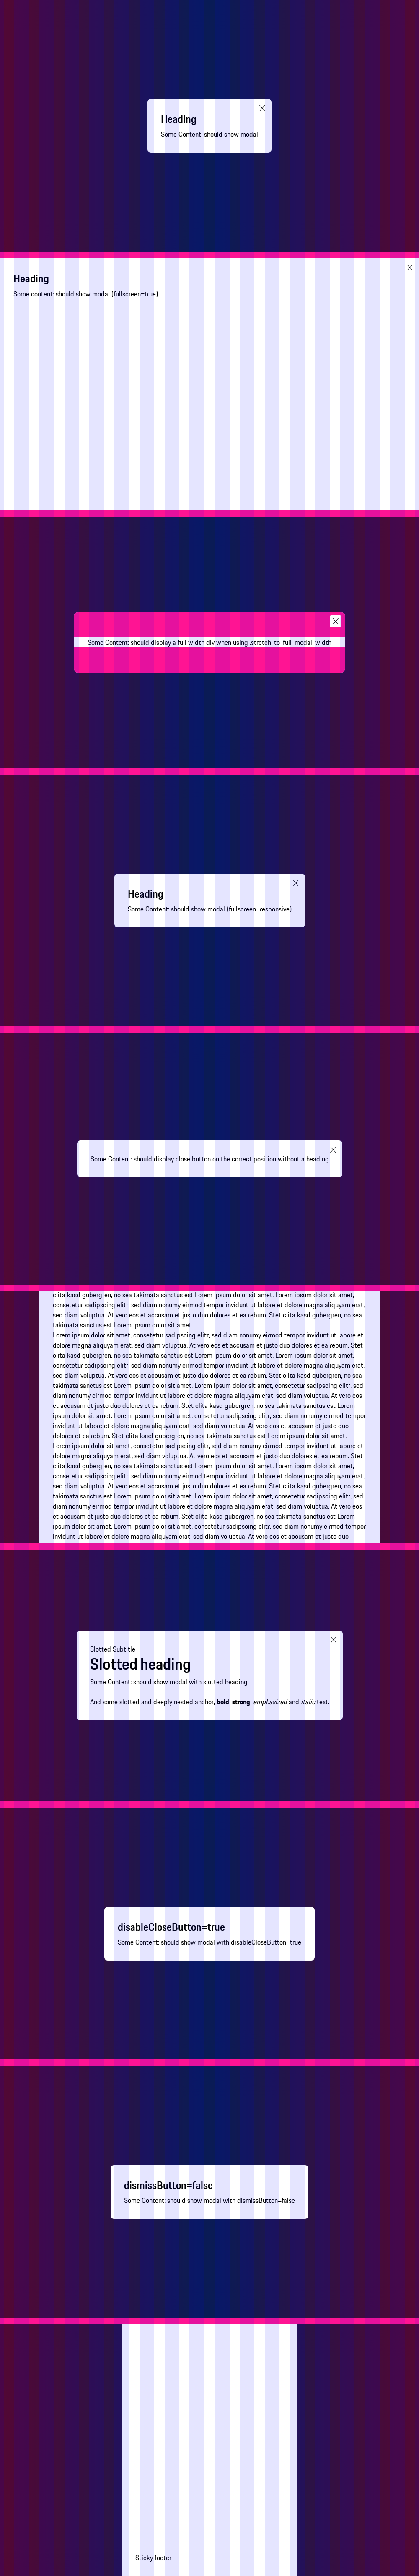 Heading
Some Content: should show modal
Heading
Some content: should show modal (fullscreen=true)
Some Content: should display a full width div when using .stretch-to-full-modal-width
Heading
Some Content: should show modal (fullscreen=responsive)
Some Content: should display close button on the correct position without a heading
clita kasd gubergren, no sea takimata sanctus est Lorem ipsum dolor sit amet. Lorem ipsum dolor sit amet,
consetetur sadipscing elitr, sed diam nonumy eirmod tempor invidunt ut labore et dolore magna aliquyam erat,
sed diam voluptua. At vero eos et accusam et justo duo dolores et ea rebum. Stet clita kasd gubergren, no sea
takimata sanctus est Lorem ipsum dolor sit amet.
Lorem ipsum dolor sit amet, consetetur sadipscing elitr, sed diam nonumy eirmod tempor invidunt ut labore et
dolore magna aliquyam erat, sed diam voluptua. At vero eos et accusam et justo duo dolores et ea rebum. Stet
clita kasd gubergren, no sea takimata sanctus est Lorem ipsum dolor sit amet. Lorem ipsum dolor sit amet,
consetetur sadipscing elitr, sed diam nonumy eirmod tempor invidunt ut labore et dolore magna aliquyam erat,
sed diam voluptua. At vero eos et accusam et justo duo dolores et ea rebum. Stet clita kasd gubergren, no sea
takimata sanctus est Lorem ipsum dolor sit amet. Lorem ipsum dolor sit amet, consetetur sadipscing elitr, sed
diam nonumy eirmod tempor invidunt ut labore et dolore magna aliquyam erat, sed diam voluptua. At vero eos
et accusam et justo duo dolores et ea rebum. Stet clita kasd gubergren, no sea takimata sanctus est Lorem
ipsum dolor sit amet. Lorem ipsum dolor sit amet, consetetur sadipscing elitr, sed diam nonumy eirmod tempor
invidunt ut labore et dolore magna aliquyam erat, sed diam voluptua. At vero eos et accusam et justo duo
dolores et ea rebum. Stet clita kasd gubergren, no sea takimata sanctus est Lorem ipsum dolor sit amet.
Lorem ipsum dolor sit amet, consetetur sadipscing elitr, sed diam nonumy eirmod tempor invidunt ut labore et
dolore magna aliquyam erat, sed diam voluptua. At vero eos et accusam et justo duo dolores et ea rebum. Stet
clita kasd gubergren, no sea takimata sanctus est Lorem ipsum dolor sit amet. Lorem ipsum dolor sit amet,
consetetur sadipscing elitr, sed diam nonumy eirmod tempor invidunt ut labore et dolore magna aliquyam erat,
sed diam voluptua. At vero eos et accusam et justo duo dolores et ea rebum. Stet clita kasd gubergren, no sea
takimata sanctus est Lorem ipsum dolor sit amet. Lorem ipsum dolor sit amet, consetetur sadipscing elitr, sed
diam nonumy eirmod tempor invidunt ut labore et dolore magna aliquyam erat, sed diam voluptua. At vero eos
et accusam et justo duo dolores et ea rebum. Stet clita kasd gubergren, no sea takimata sanctus est Lorem
ipsum dolor sit amet. Lorem ipsum dolor sit amet, consetetur sadipscing elitr, sed diam nonumy eirmod tempor
invidunt ut labore et dolore magna aliquyam erat, sed diam voluptua. At vero eos et accusam et justo duo
Slotted Subtitle
Slotted heading
Some Content: should show modal with slotted heading
And some slotted and deeply nested anchor, bold, strong, emphasized and italic text.
disableCloseButton=true
Some Content: should show modal with disableCloseButton=true
dismissButton=false
Some Content: should show modal with dismissButton=false
Sticky footer